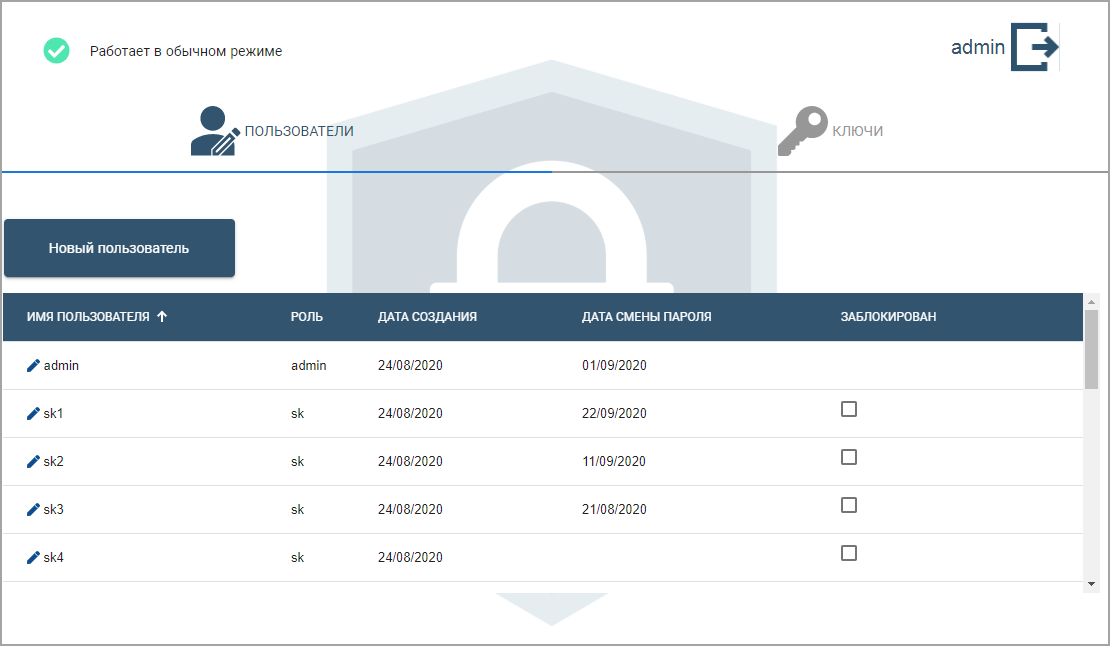 Работает в обычном режиме
admin
ПОЛЬЗОВАТЕЛИ
КЛЮЧИ
Новый пользователь
ИМЯ ПОЛЬЗОВАТЕЛЯ РОЛЬ ДАТА СОЗДАНИЯ ДАТА СМЕНЫ ПАРОЛЯ ЗАБЛОКИРОВАН
admin admin 24/08/2020 01/09/2020
sk1 sk 24/08/2020 22/09/2020
sk2 sk 24/08/2020 11/09/2020
sk3 sk 24/08/2020 21/08/2020
sk4 sk 24/08/2020